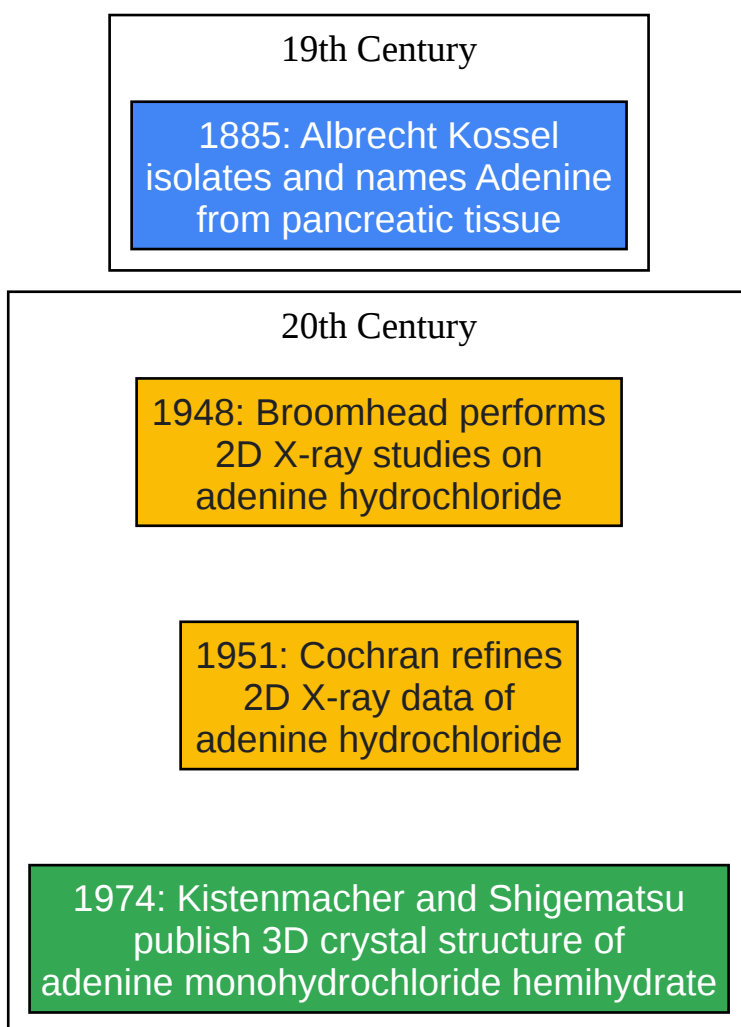 19th Century
1885: Albrecht Kossel
isolates and names Adenine
from pancreatic tissue
20th Century
1948: Broomhead performs
2D X-ray studies on
adenine hydrochloride
1951: Cochran refines
2D X-ray data of
adenine hydrochloride
1974: Kistenmacher and Shigematsu
publish 3D crystal structure of
adenine monohydrochloride hemihydrate